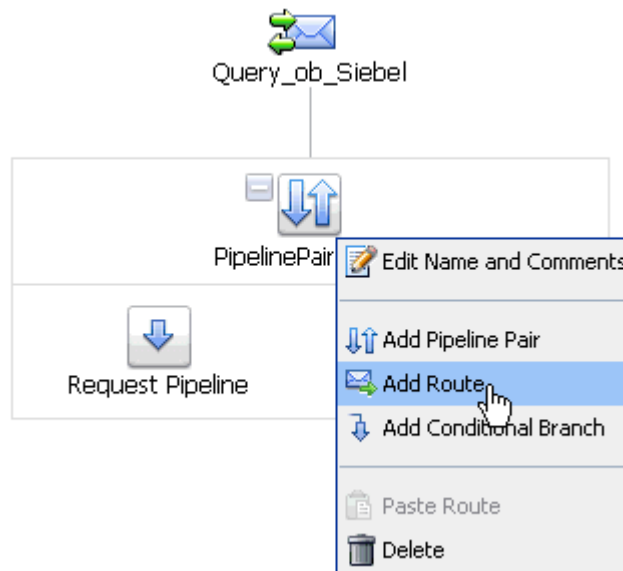 Query_ob_Siebel
PipelinePair
Edit Name and Comments
Add Pipeline Pair
Request Pipeline
Add Route
Add Conditional Branch
Paste Route
Delete